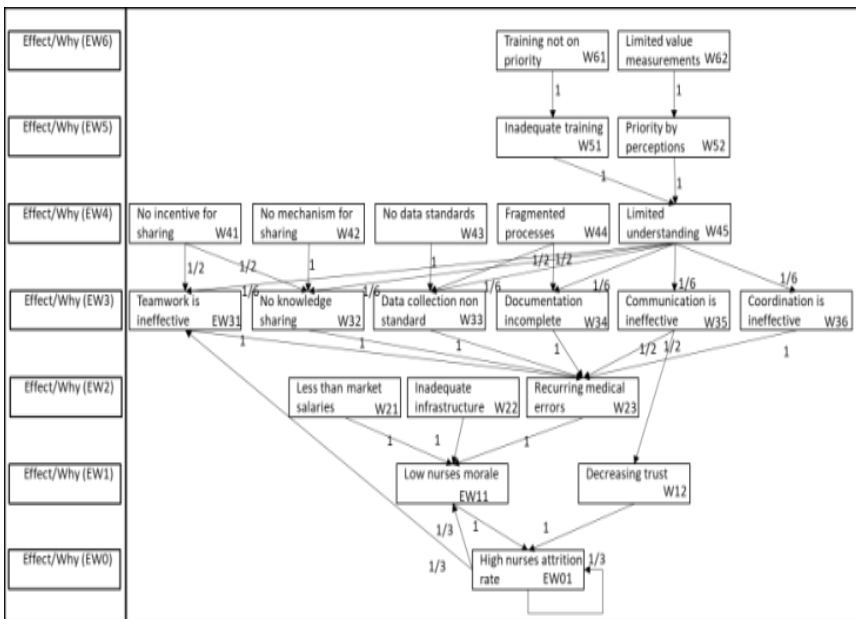 Effect/Why (EW6)
Training not on
priority W61
Limited value
measurements W62
1
1
Effect/Why (EW5)
Inadequate training
W51
Priority by
perceptions W52
1
1
Effect/Why (EW4)
No incentive for
sharing W41
No mechanism for
sharing W42
No data standards
W43
Fragmented
processes W44
Limited
understanding W45
1/2
1/2
1
1
1/2
1/2
1/6
1/6
1/6
1/6
1/6
1/6
Effect/Why (EW3)
Teamwork is
ineffective EW31
No knowledge
sharing W32
Data collection non
standard W33
Documentation
incomplete W34
Communication is
ineffective W35
Coordination is
ineffective W36
1
1
1
1
1/2
1/2
1
Effect/Why (EW2)
Less than market
salaries W21
Inadequate
infrastructure W22
Recurring medical
errors W23
1
1
1
Effect/Why (EW1)
Low nurses morale
EW11
Decreasing trust
W12
1/3
1
1
Effect/Why (EW0)
1/3
High nurses attrition
rate EW01
1/3